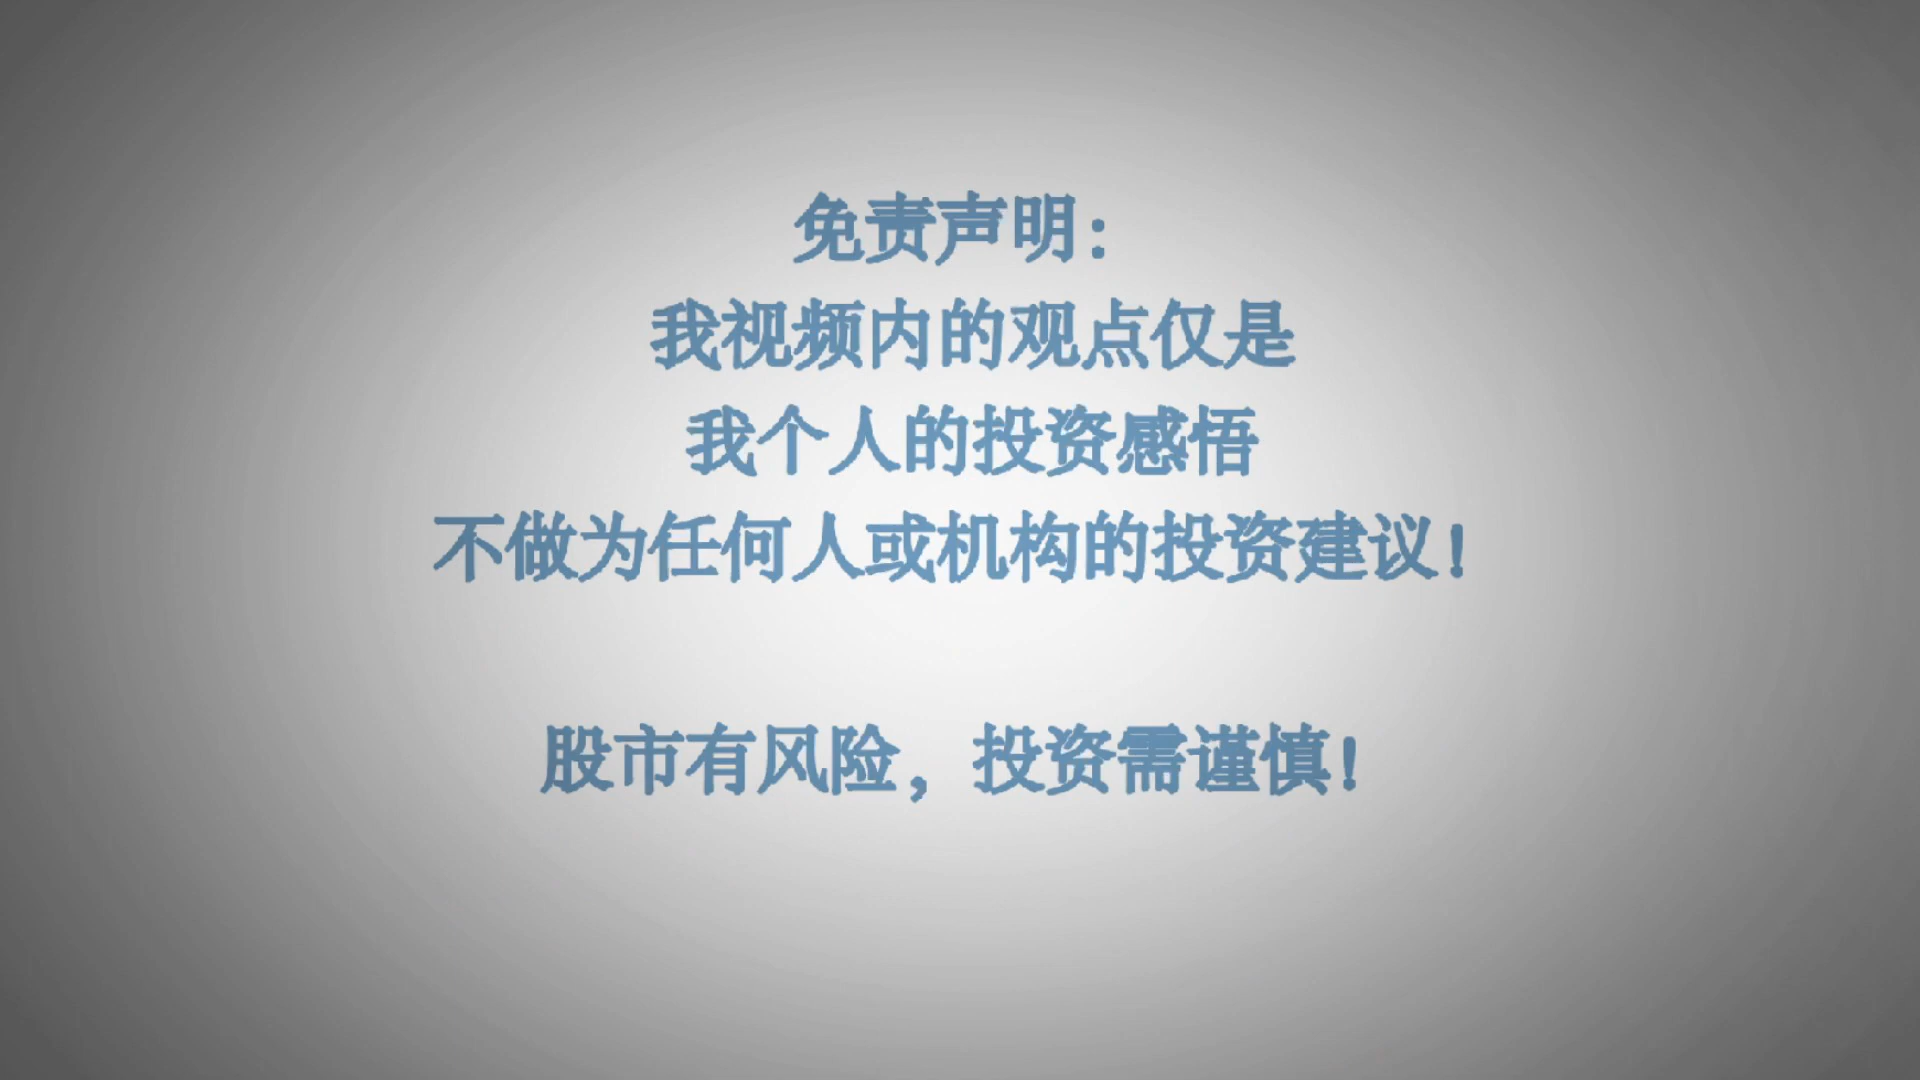 免责声明：
我视频内的观点仅是
我个人的投资感悟
不做为任何人或机构的投资建议！
股市有风险，投资需谨慎！